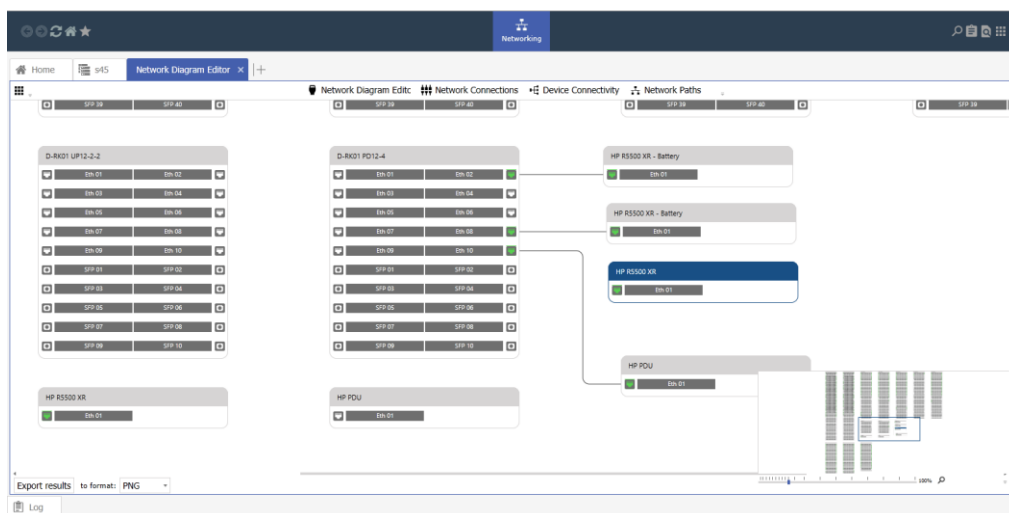 Networking
Home
s45
Network Diagram Editor ×
Network Diagram Editc
Network Connections
Device Connectivity
Network Paths
SFP 39 SFP 40
SFP 39 SFP 40
SFP 39 SFP 40
SFP 39
D-RK01 UP12-2-2
Eth 01 Eth 02
Eth 03 Eth 04
Eth 05 Eth 06
Eth 07 Eth 08
Eth 09 Eth 10
SFP 01 SFP 02
SFP 03 SFP 04
SFP 05 SFP 06
SFP 07 SFP 08
SFP 09 SFP 10
D-RK01 PD12-4
Eth 01 Eth 02
Eth 03 Eth 04
Eth 05 Eth 06
Eth 07 Eth 08
Eth 09 Eth 10
SFP 01 SFP 02
SFP 03 SFP 04
SFP 05 SFP 06
SFP 07 SFP 08
SFP 09 SFP 10
HP R5500 XR - Battery
Eth 01
HP R5500 XR - Battery
Eth 01
HP R5500 XR
Eth 01
HP PDU
Eth 01
HP R5500 XR
Eth 01
HP PDU
Eth 01
100%
Export results to format: PNG
Log